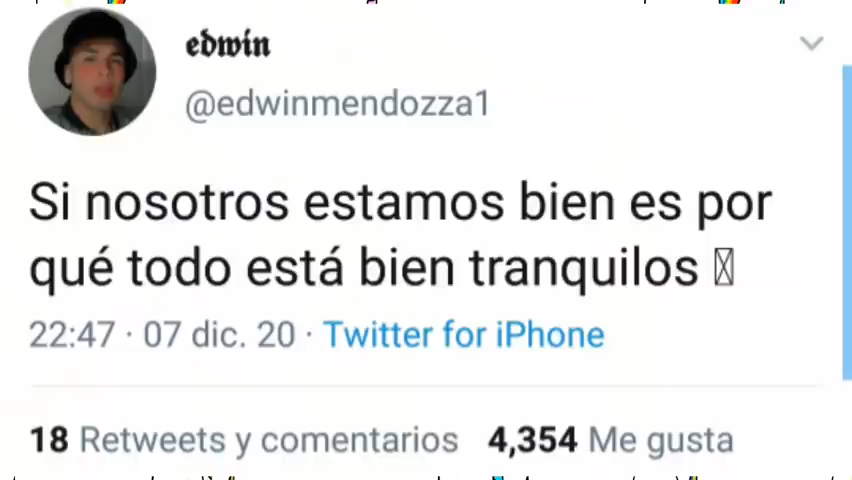 edwin
@edwinmendozza1
Si nosotros estamos bien es por
qué todo está bien tranquilos
22:47 · 07 dic. 20 · Twitter for iPhone
18 Retweets y comentarios 4,354 Me gusta